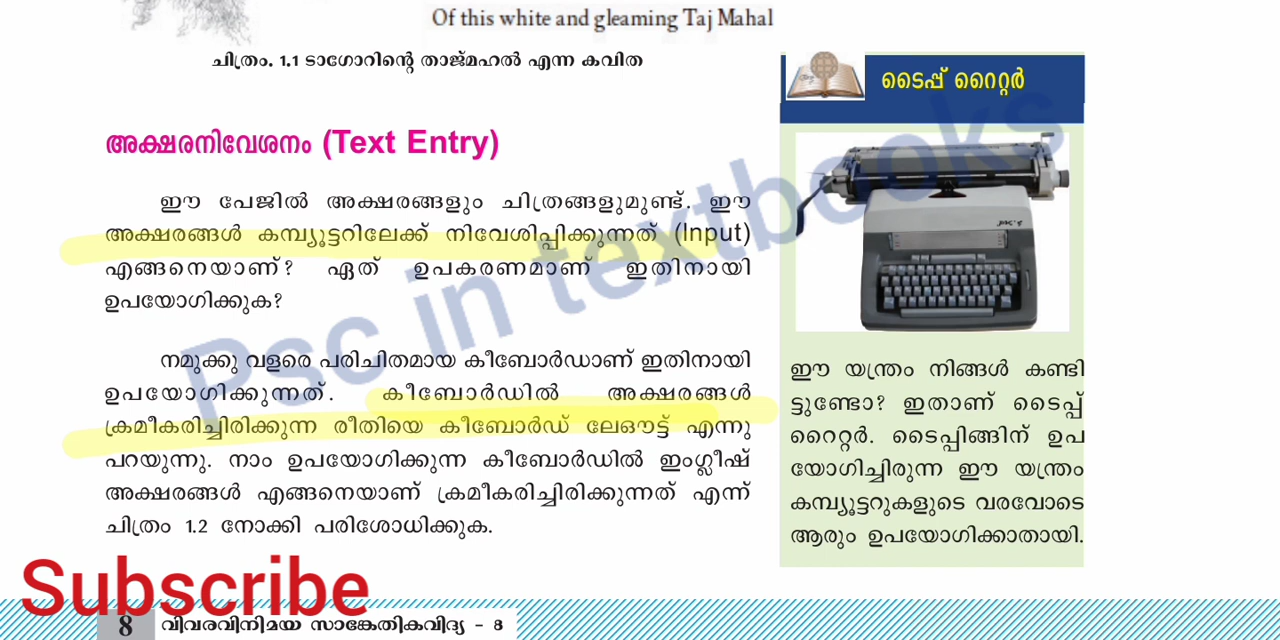 Of this white and gleaming Taj Mahal
ചിത്രം. 1.1 ടാഗോറിന്റെ താജ്മഹൽ എന്ന കവിത
അക്ഷരനിവേശനം (Text Entry)
ഈ പേജിൽ അക്ഷരങ്ങളും ചിത്രങ്ങളുമുണ്ട്. ഈ
അക്ഷരങ്ങൾ കമ്പ്യൂട്ടറിലേക്ക് നിവേശിപ്പിക്കുന്നത് (Input)
എങ്ങനെയാണ്? ഏത് ഉപകരണമാണ് ഇതിനായി
ഉപയോഗിക്കുക?
നമുക്കു വളരെ പരിചിതമായ കീബോർഡാണ് ഇതിനായി
ഉപയോഗിക്കുന്നത്. കീബോർഡിൽ അക്ഷരങ്ങൾ
ക്രമീകരിച്ചിരിക്കുന്ന രീതിയെ കീബോർഡ് ലേഔട്ട് എന്നു
പറയുന്നു. നാം ഉപയോഗിക്കുന്ന കീബോർഡിൽ ഇംഗ്ലീഷ്
അക്ഷരങ്ങൾ എങ്ങനെയാണ് ക്രമീകരിച്ചിരിക്കുന്നത് എന്ന്
ചിത്രം 1.2 നോക്കി പരിശോധിക്കുക.
ടൈപ്പ് റൈറ്റർ
ഈ യന്ത്രം നിങ്ങൾ കണ്ടി
ട്ടുണ്ടോ? ഇതാണ് ടൈപ്പ്
റൈറ്റർ. ടൈപ്പിങ്ങിന് ഉപ
യോഗിച്ചിരുന്ന ഈ യന്ത്രം
കമ്പ്യൂട്ടറുകളുടെ വരവോടെ
ആരും ഉപയോഗിക്കാതായി.
Psc in textbooks
Subscribe
8 വിവരവിനിമയ സാങ്കേതികവിദ്യ - 8